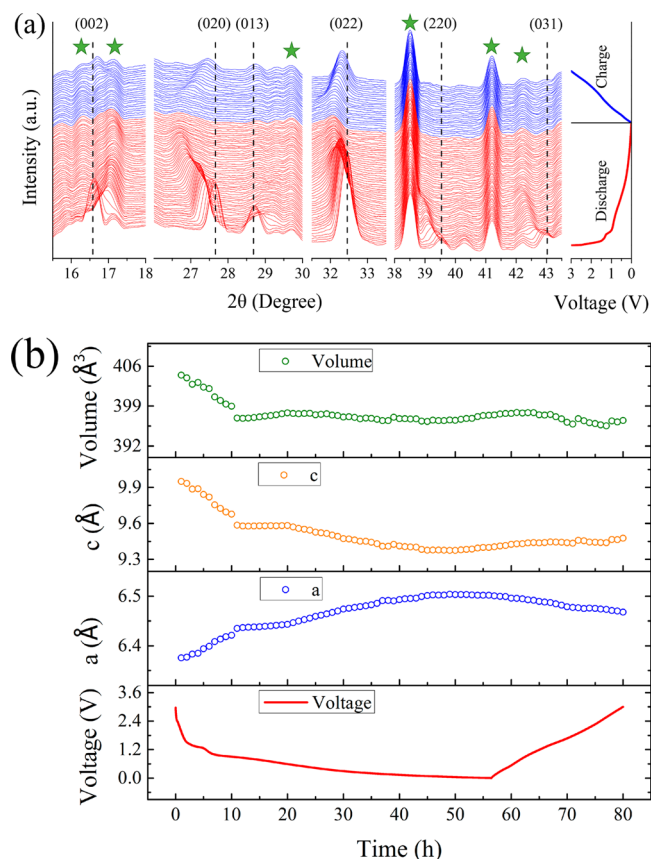 (a)
(002)
(020)
(013)
(022)
(220)
(031)
Intensity (a.u.)
Charge
Discharge
16
17
18
27
28
29
30
32
33
38
39
40
41
42
43
3
2
1
0
2θ (Degree)
Voltage (V)
(b)
Volume
406
399
392
Volume (Å³)
c
9.9
9.6
9.3
c (Å)
a
6.5
6.4
a (Å)
Voltage
3.6
2.4
1.2
0.0
Voltage (V)
0
10
20
30
40
50
60
70
80
Time (h)